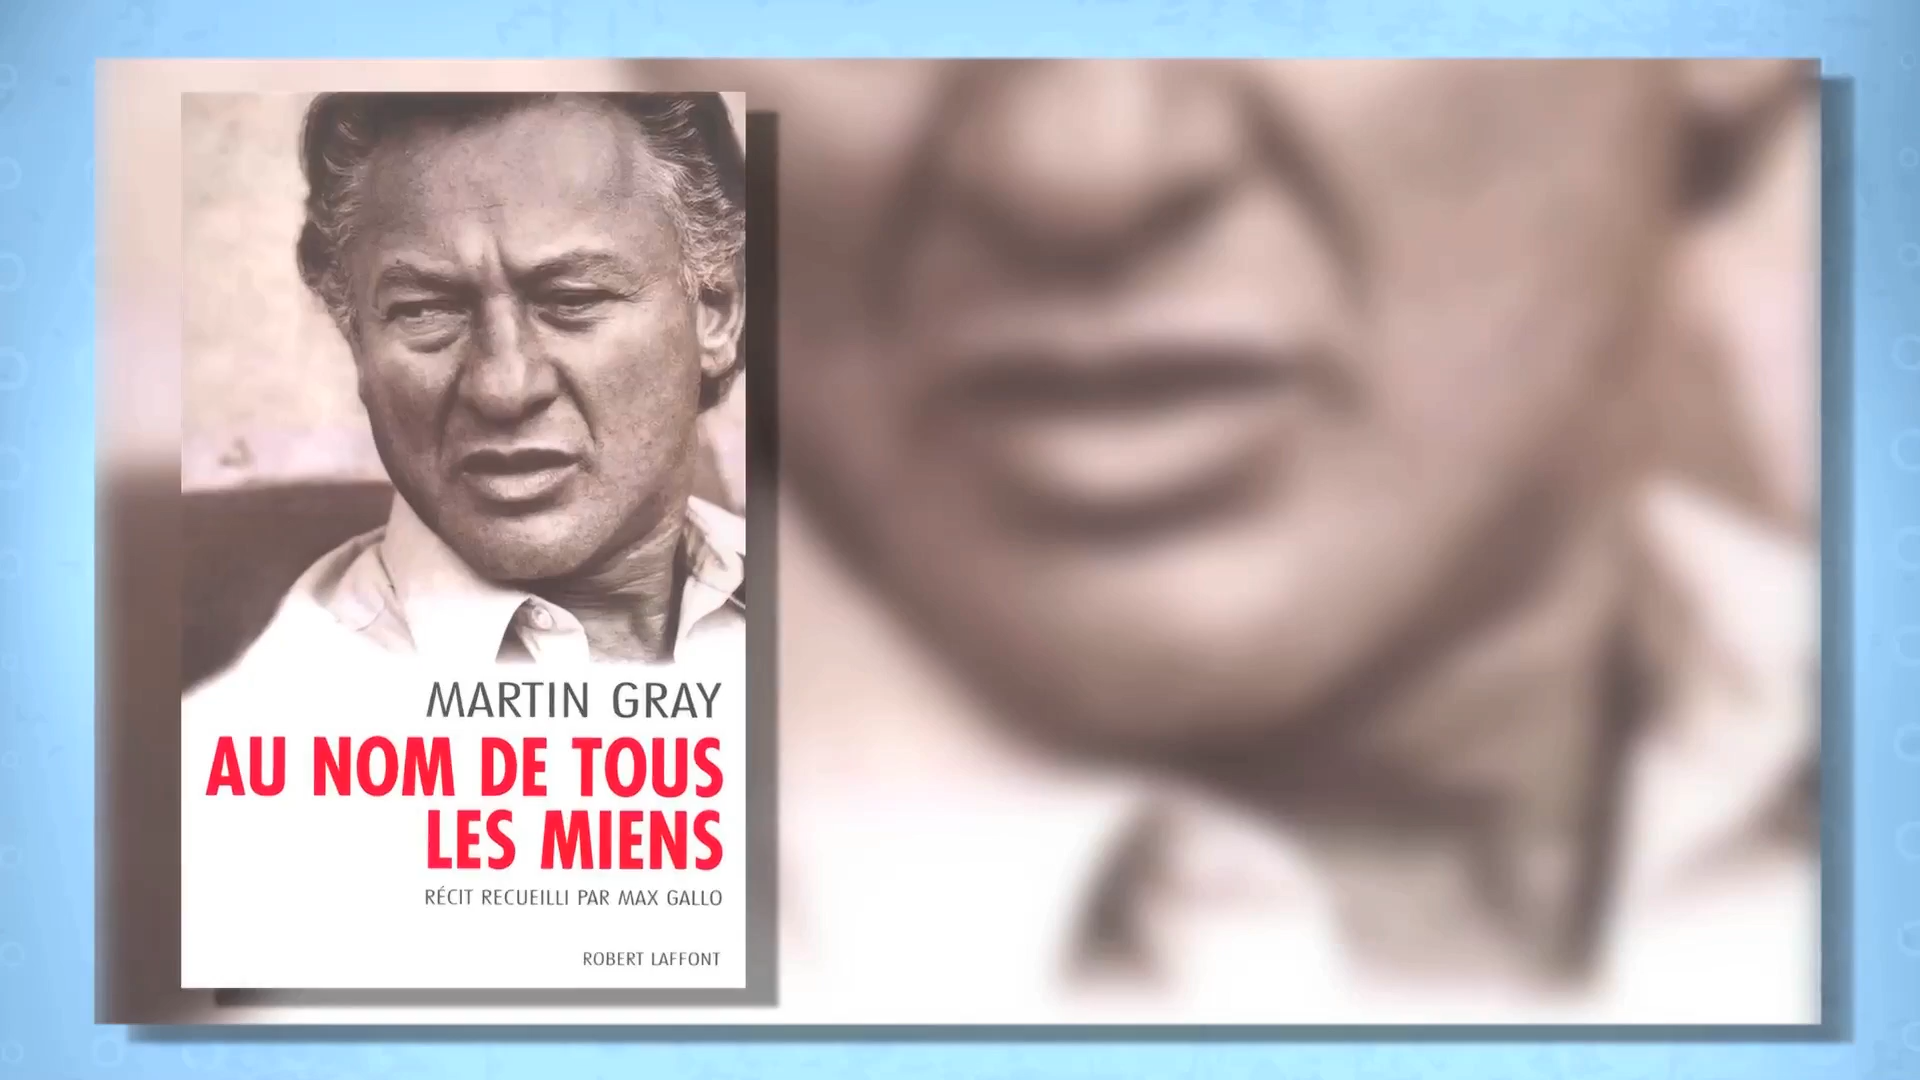 MARTIN GRAY
AU NOM DE TOUS
LES MIENS
RÉCIT RECUEILLI PAR MAX GALLO
ROBERT LAFFONT